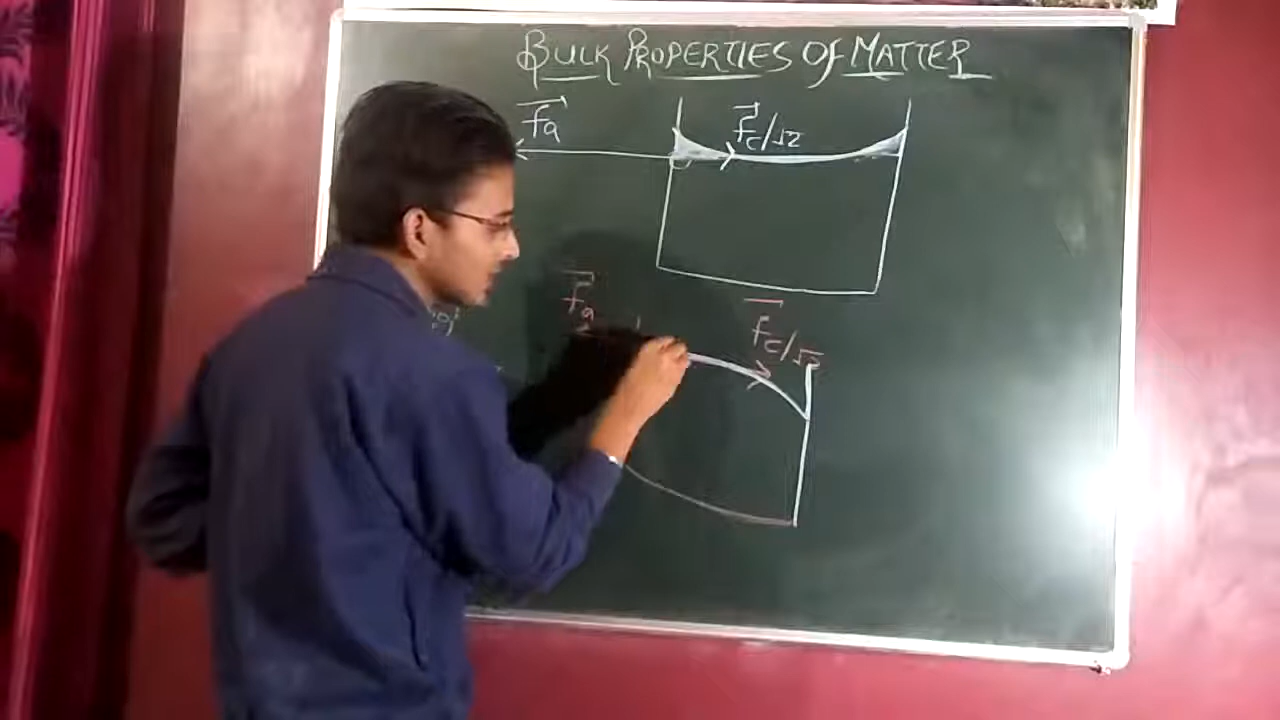 BULK PROPERTIES OF MATTER
fa
fc/√2
fa
fc/√2